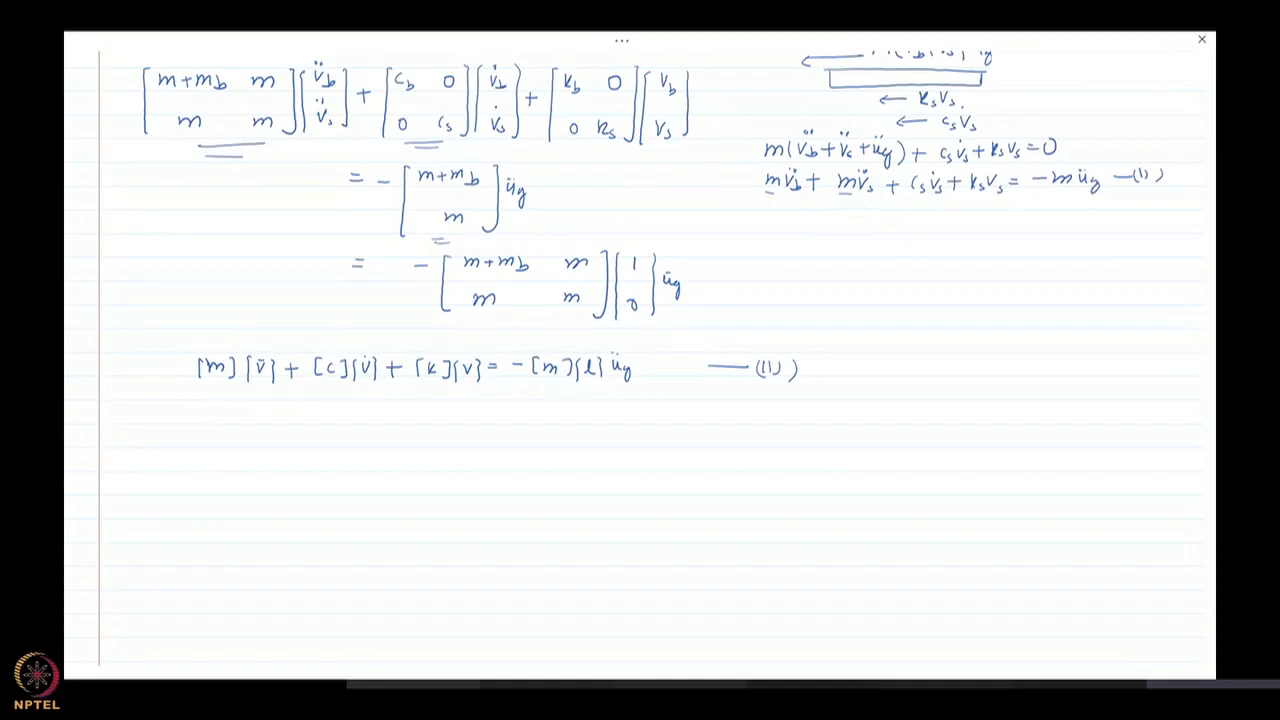 [m+m_b m; m m]{v̈_b; v̈_s} + [c_b 0; 0 c_s]{v̇_b; v̇_s} + [k_b 0; 0 k_s]{v_b; v_s}
= -[m+m_b; m] ü_g
= -[m+m_b m; m m]{1; 0} ü_g
[m]{v̈} + [c]{v̇} + [k]{v} = -[m]{l} ü_g —(11)
← k_s v_s
← c_s v̇_s
m(v̈_b + v̈_s + ü_g) + c_s v̇_s + k_s v_s = 0
m v̈_b + m v̈_s + c_s v̇_s + k_s v_s = -m ü_g —(1)
NPTEL